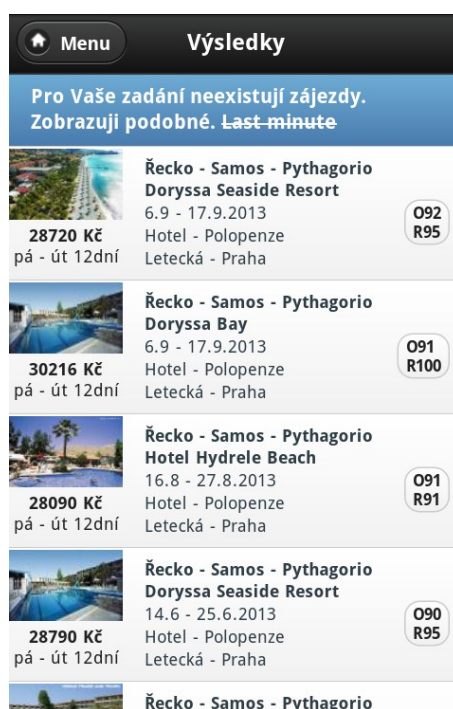 Menu
Výsledky
Pro Vaše zadání neexistují zájezdy.
Zobrazuji podobné. Last minute
Řecko - Samos - Pythagorio
Doryssa Seaside Resort
6.9 - 17.9.2013
Hotel - Polopenze
Letecká - Praha
28720 Kč
pá - út 12dní
O92
R95
Řecko - Samos - Pythagorio
Doryssa Bay
6.9 - 17.9.2013
Hotel - Polopenze
Letecká - Praha
30216 Kč
pá - út 12dní
O91
R100
Řecko - Samos - Pythagorio
Hotel Hydrele Beach
16.8 - 27.8.2013
Hotel - Polopenze
Letecká - Praha
28090 Kč
pá - út 12dní
O91
R91
Řecko - Samos - Pythagorio
Doryssa Seaside Resort
14.6 - 25.6.2013
Hotel - Polopenze
Letecká - Praha
28790 Kč
pá - út 12dní
O90
R95
Řecko - Samos - Pythagorio